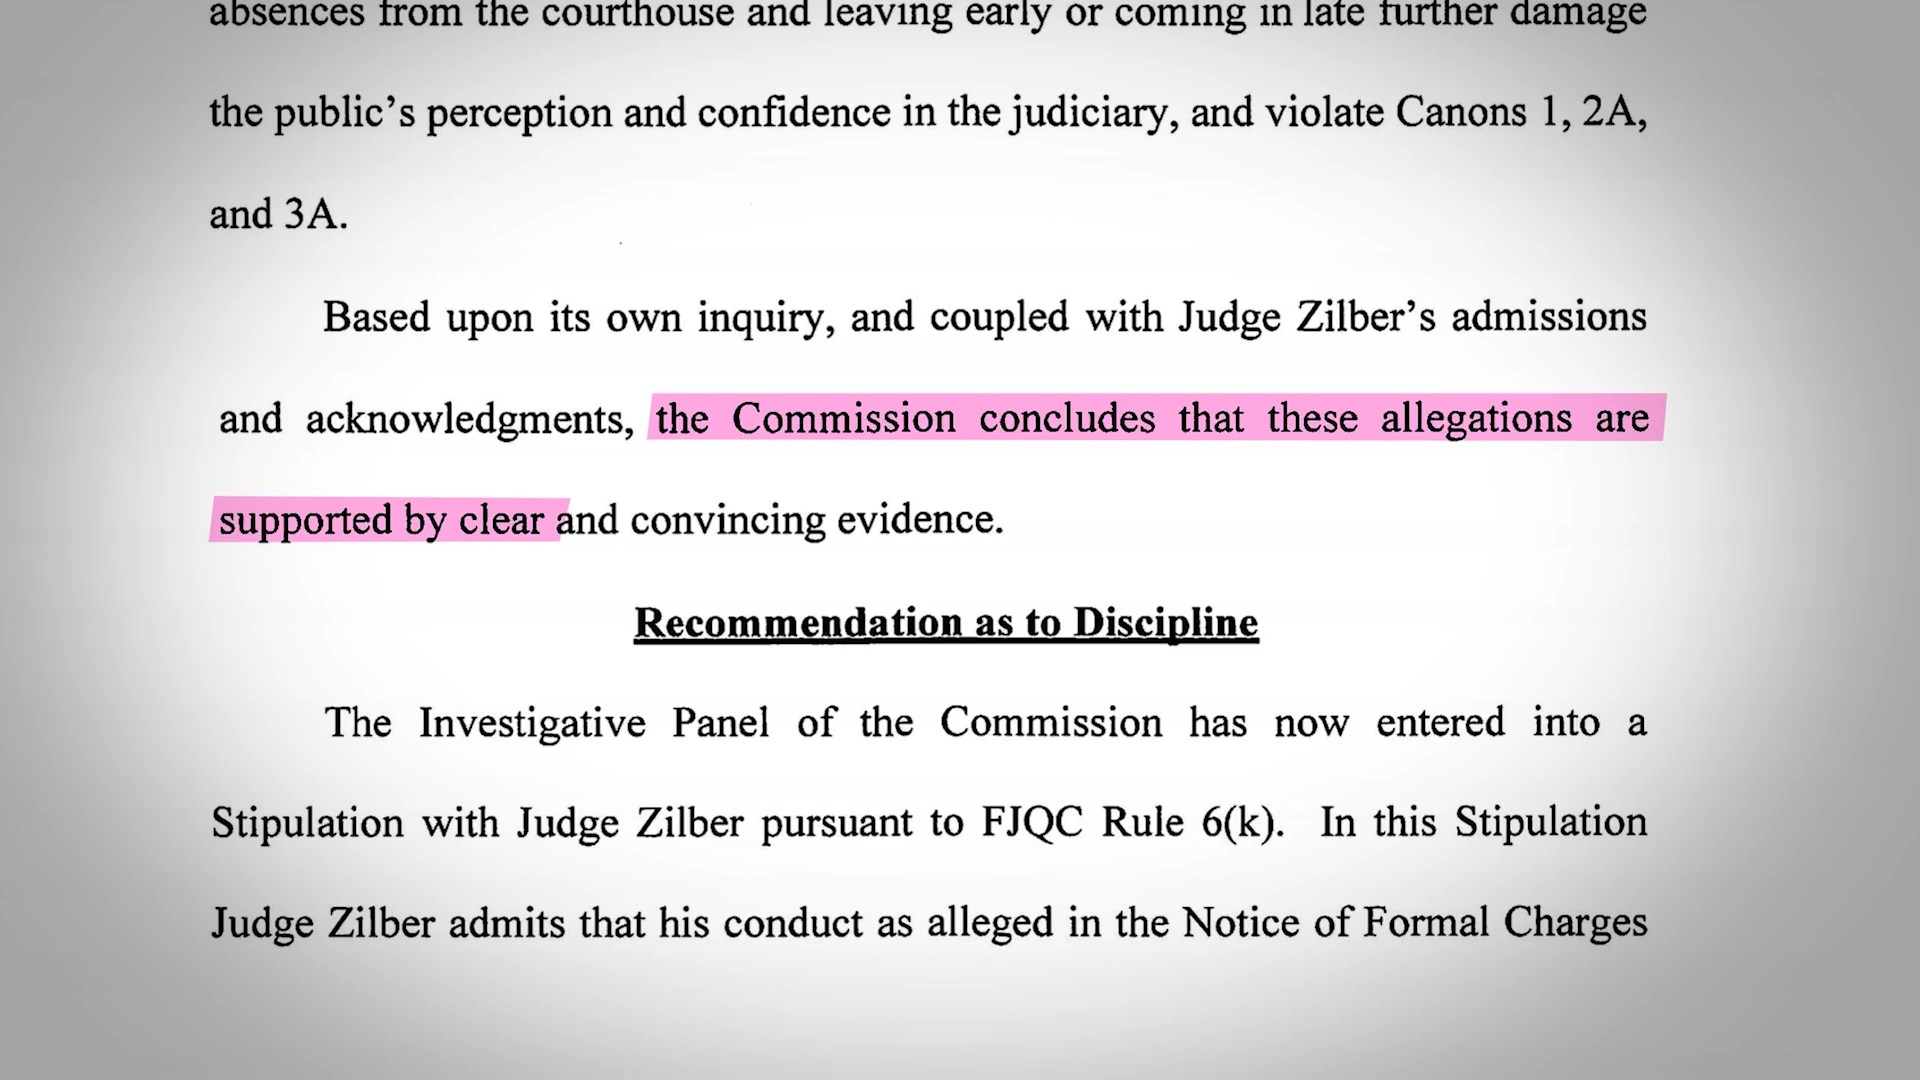 absences from the courthouse and leaving early or coming in late further damage
the public’s perception and confidence in the judiciary, and violate Canons 1, 2A,
and 3A.
Based upon its own inquiry, and coupled with Judge Zilber’s admissions
and acknowledgments, the Commission concludes that these allegations are
supported by clear and convincing evidence.
Recommendation as to Discipline
The Investigative Panel of the Commission has now entered into a
Stipulation with Judge Zilber pursuant to FJQC Rule 6(k). In this Stipulation
Judge Zilber admits that his conduct as alleged in the Notice of Formal Charges